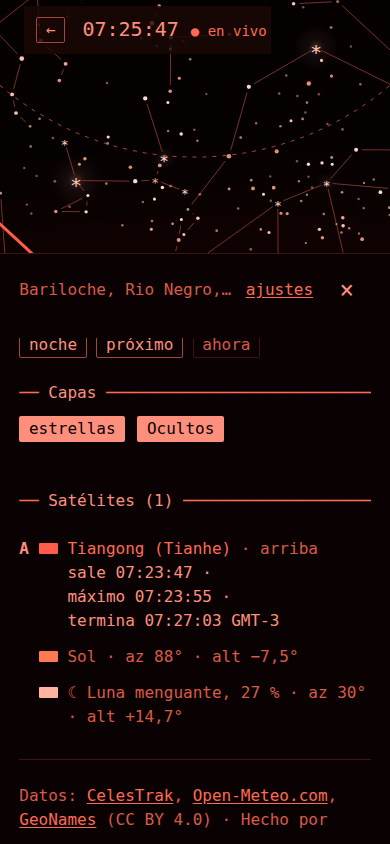 ← 07:25:47 ● en vivo
Bariloche, Rio Negro,… ajustes ×
noche próximo ahora
Capas
estrellas Ocultos
Satélites (1)
A Tiangong (Tianhe) · arriba
sale 07:23:47 ·
máximo 07:23:55 ·
termina 07:27:03 GMT-3
Sol · az 88° · alt −7,5°
☾ Luna menguante, 27 % · az 30°
· alt +14,7°
Datos: CelesTrak, Open-Meteo.com,
GeoNames (CC BY 4.0) · Hecho por